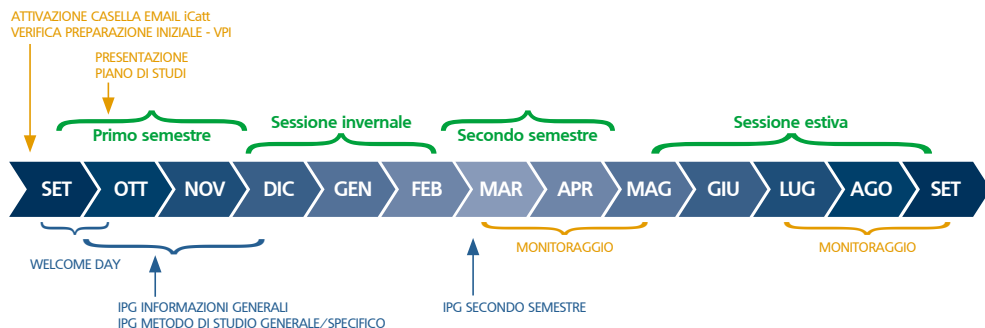 ATTIVAZIONE CASELLA EMAIL iCatt
VERIFICA PREPARAZIONE INIZIALE - VPI
PRESENTAZIONE
PIANO DI STUDI
Primo semestre
Sessione invernale
Secondo semestre
Sessione estiva
SET OTT NOV DIC GEN FEB MAR APR MAG GIU LUG AGO SET
WELCOME DAY
MONITORAGGIO
MONITORAGGIO
IPG INFORMAZIONI GENERALI
IPG METODO DI STUDIO GENERALE/SPECIFICO
IPG SECONDO SEMESTRE